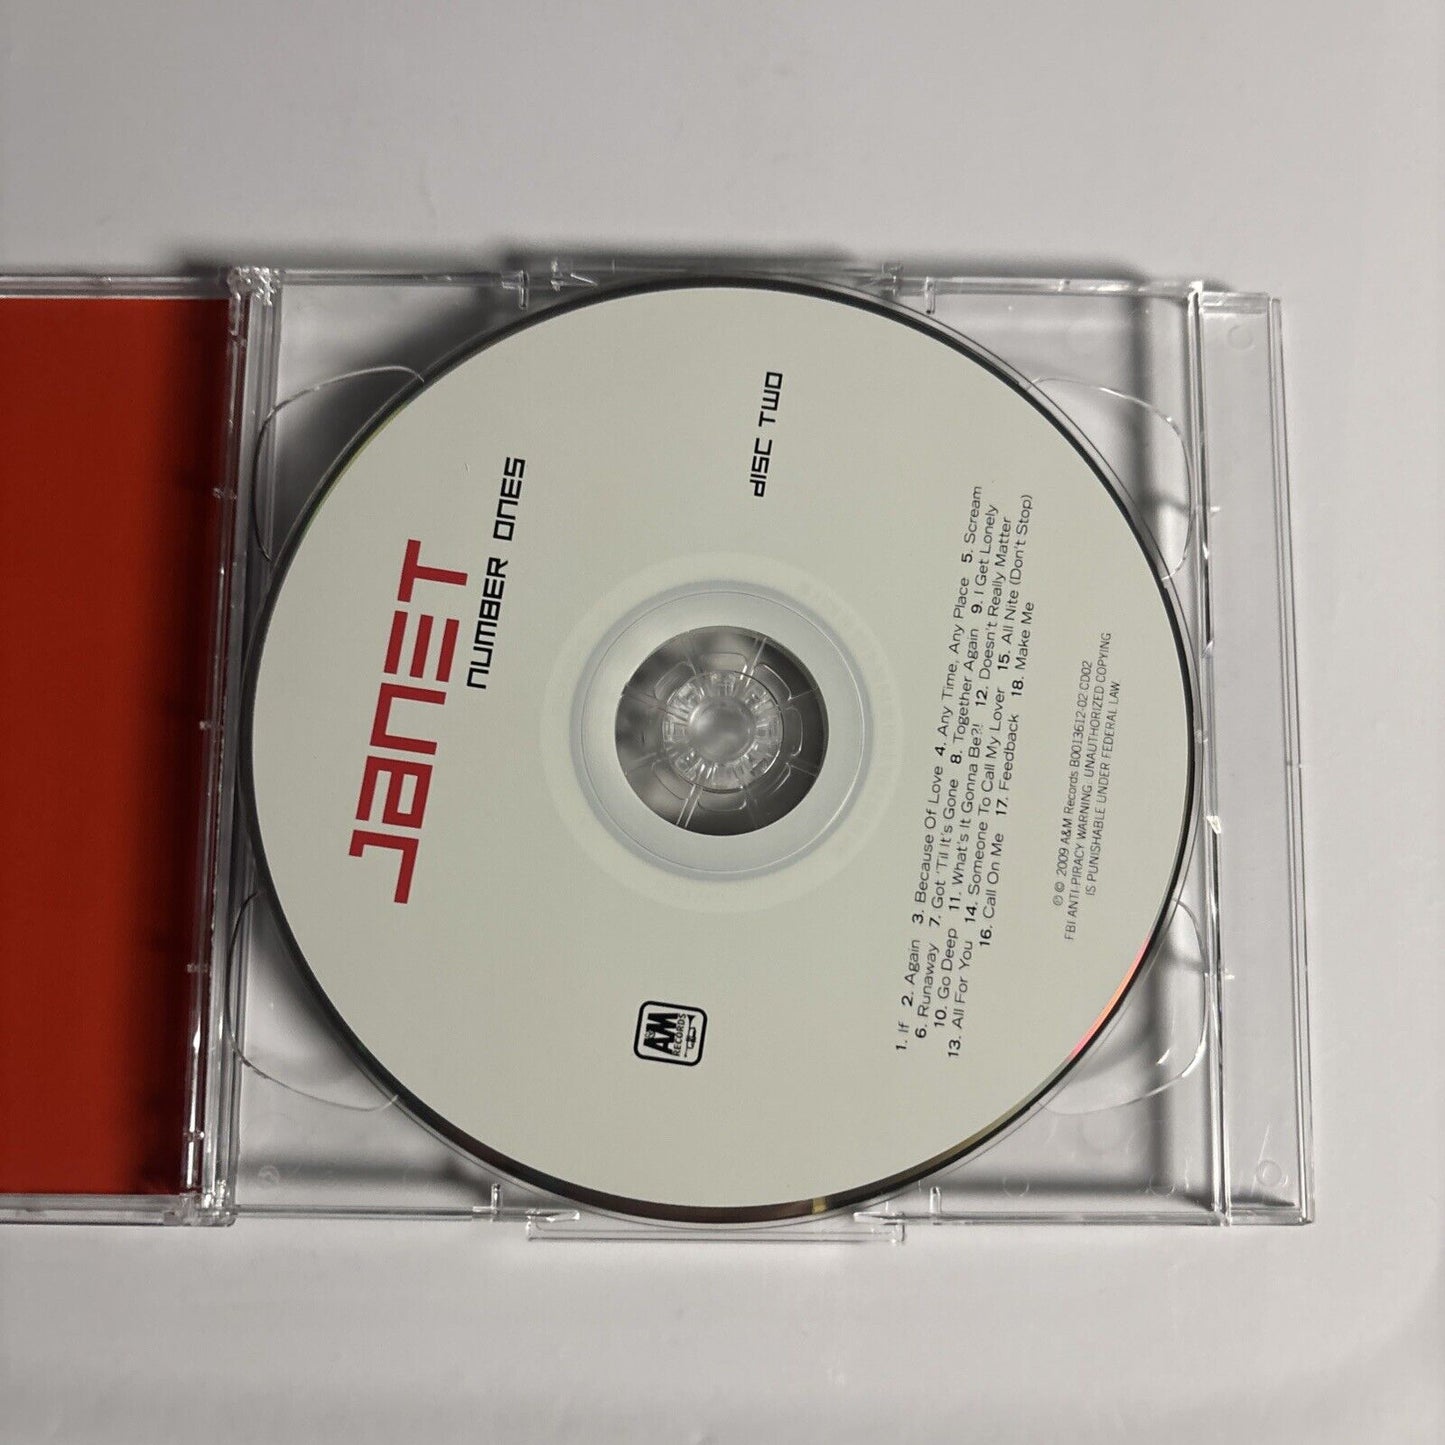 JANET
NUMBER ONES
DISC TWO
A&M
RECORDS
1. If 2. Again 3. Because Of Love 4. Any Time, Any Place 5. Scream
6. Runaway 7. Got 'Til It's Gone 8. Together Again 9. I Get Lonely
10. Go Deep 11. What's It Gonna Be?! 12. Doesn't Really Matter
13. All For You 14. Someone To Call My Lover 15. All Nite (Don't Stop)
16. Call On Me 17. Feedback 18. Make Me
℗ © 2009 A&M Records B0013612-02 CD02
FBI ANTI-PIRACY WARNING: UNAUTHORIZED COPYING
IS PUNISHABLE UNDER FEDERAL LAW.